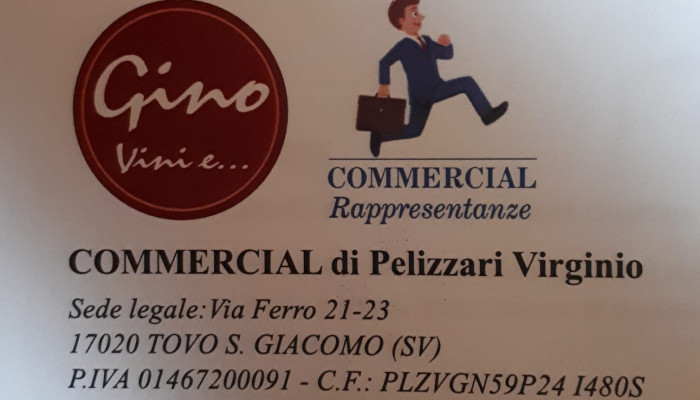 Gino
Vini e...
COMMERCIAL
Rappresentanze
COMMERCIAL di Pelizzari Virginio
Sede legale:Via Ferro 21-23
17020 TOVO S. GIACOMO (SV)
P.IVA 01467200091 - C.F.: PLZVGN59P24 I480S